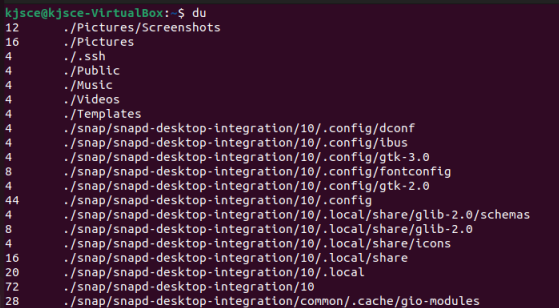 kjsce@kjsce-VirtualBox:~$ du
12 ./Pictures/Screenshots
16 ./Pictures
4 ./.ssh
4 ./Public
4 ./Music
4 ./Videos
4 ./Templates
4 ./snap/snapd-desktop-integration/10/.config/dconf
4 ./snap/snapd-desktop-integration/10/.config/ibus
4 ./snap/snapd-desktop-integration/10/.config/gtk-3.0
8 ./snap/snapd-desktop-integration/10/.config/fontconfig
4 ./snap/snapd-desktop-integration/10/.config/gtk-2.0
44 ./snap/snapd-desktop-integration/10/.config
4 ./snap/snapd-desktop-integration/10/.local/share/glib-2.0/schemas
8 ./snap/snapd-desktop-integration/10/.local/share/glib-2.0
4 ./snap/snapd-desktop-integration/10/.local/share/icons
16 ./snap/snapd-desktop-integration/10/.local/share
20 ./snap/snapd-desktop-integration/10/.local
72 ./snap/snapd-desktop-integration/10
28 ./snap/snapd-desktop-integration/common/.cache/gio-modules